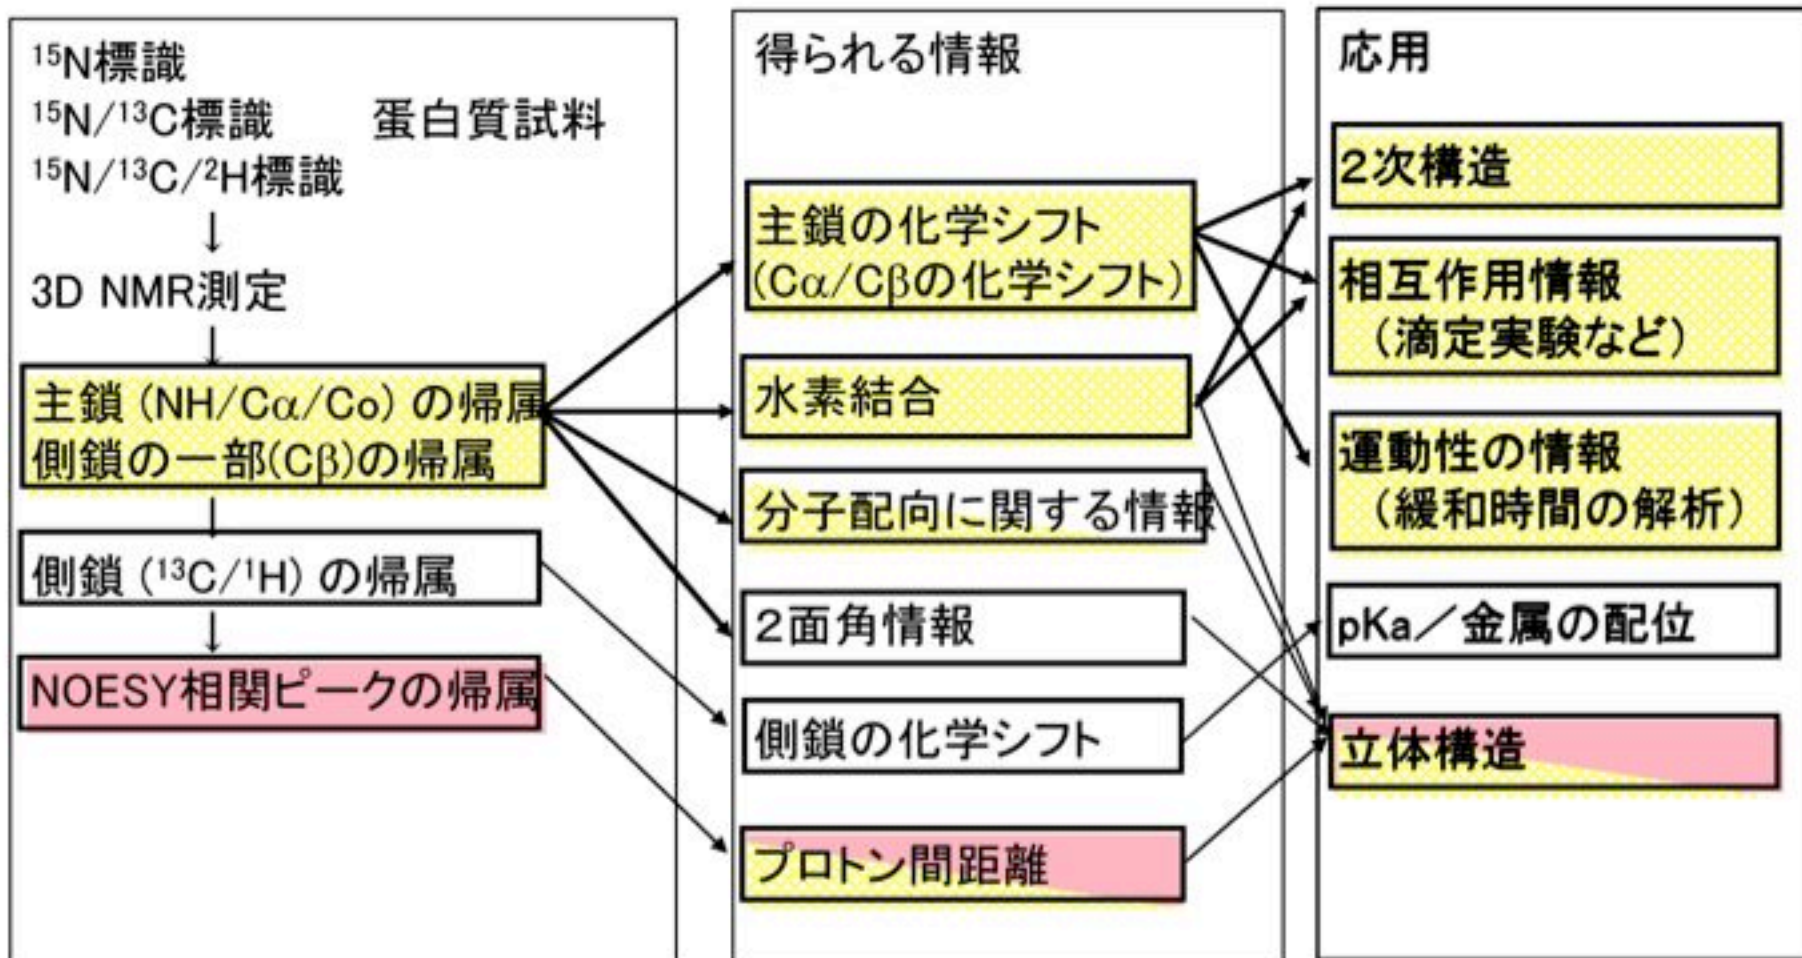 ¹⁵N標識
¹⁵N/¹³C標識 蛋白質試料
¹⁵N/¹³C/²H標識
↓
3D NMR測定
↓
主鎖 (NH/Cα/Co) の帰属
側鎖の一部(Cβ)の帰属
側鎖 (¹³C/¹H) の帰属
↓
NOESY相関ピークの帰属
得られる情報
主鎖の化学シフト
(Cα/Cβの化学シフト)
水素結合
分子配向に関する情報
2面角情報
側鎖の化学シフト
プロトン間距離
応用
2次構造
相互作用情報
（滴定実験など）
運動性の情報
（緩和時間の解析）
pKa／金属の配位
立体構造